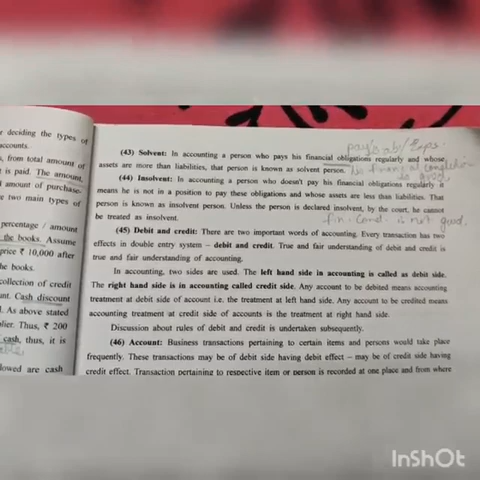 e deciding the types of
accounts.
s, from total amount of
t is paid. The amount,
l amount of purchase-
e two main types of
percentage / amount
the books. Assume
price ₹ 10,000 after
he books.
collection of credit
unt. Cash discount
l. As above stated
lier. Thus, ₹ 200
cash, thus, it is
lowed are cash
(43) Solvent: In accounting a person who pays his financial obligations regularly and whose
assets are more than liabilities, that person is known as solvent person.
(44) Insolvent: In accounting a person who doesn't pay his financial obligations regularly it
means he is not in a position to pay these obligations and whose assets are less than liabilities. That
person is known as insolvent person. Unless the person is declared insolvent, by the court, he cannot
be treated as insolvent.
fin. Cond. is not good.
(45) Debit and credit: There are two important words of accounting. Every transaction has two
effects in double entry system – debit and credit. True and fair understanding of debit and credit is
true and fair understanding of accounting.
In accounting, two sides are used. The left hand side in accounting is called as debit side.
The right hand side is in accounting called credit side. Any account to be debited means accounting
treatment at debit side of account i.e. the treatment at left hand side. Any account to be credited means
accounting treatment at credit side of accounts is the treatment at right hand side.
Discussion about rules of debit and credit is undertaken subsequently.
(46) Account: Business transactions pertaining to certain items and persons would take place
frequently. These transactions may be of debit side having debit effect – may be of credit side having
credit effect. Transaction pertaining to respective item or person is recorded at one place and from where
InShOt